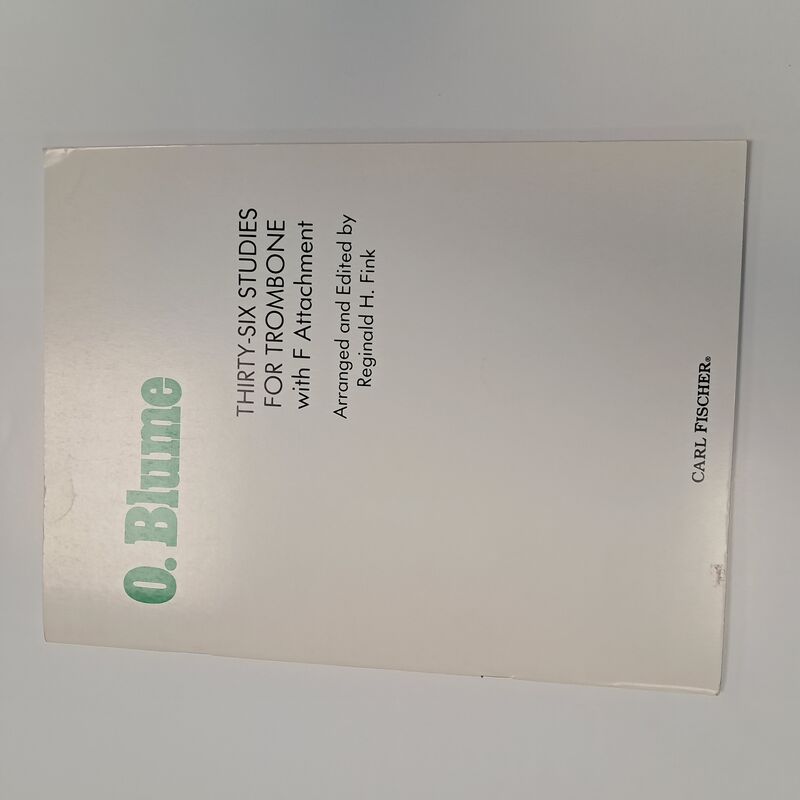 O. Blume
THIRTY-SIX STUDIES
FOR TROMBONE
with F Attachment
Arranged and Edited by
Reginald H. Fink
CARL FISCHER®